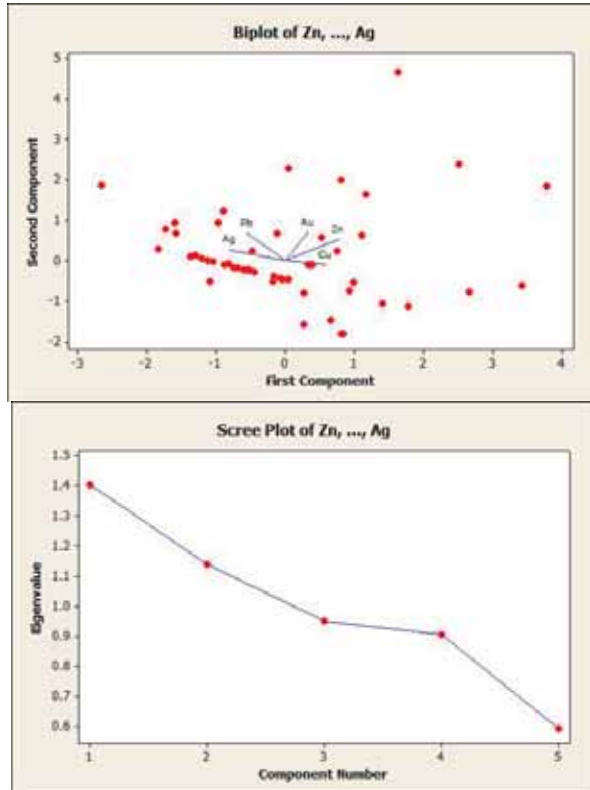 Biplot of Zn, ..., Ag
Second Component
5
4
3
2
1
0
-1
-2
Pb
Au
Zn
Ag
Cu
-3
-2
-1
0
1
2
3
4
First Component
Scree Plot of Zn, ..., Ag
Eigenvalue
1.5
1.4
1.3
1.2
1.1
1.0
0.9
0.8
0.7
0.6
1
2
3
4
5
Component Number